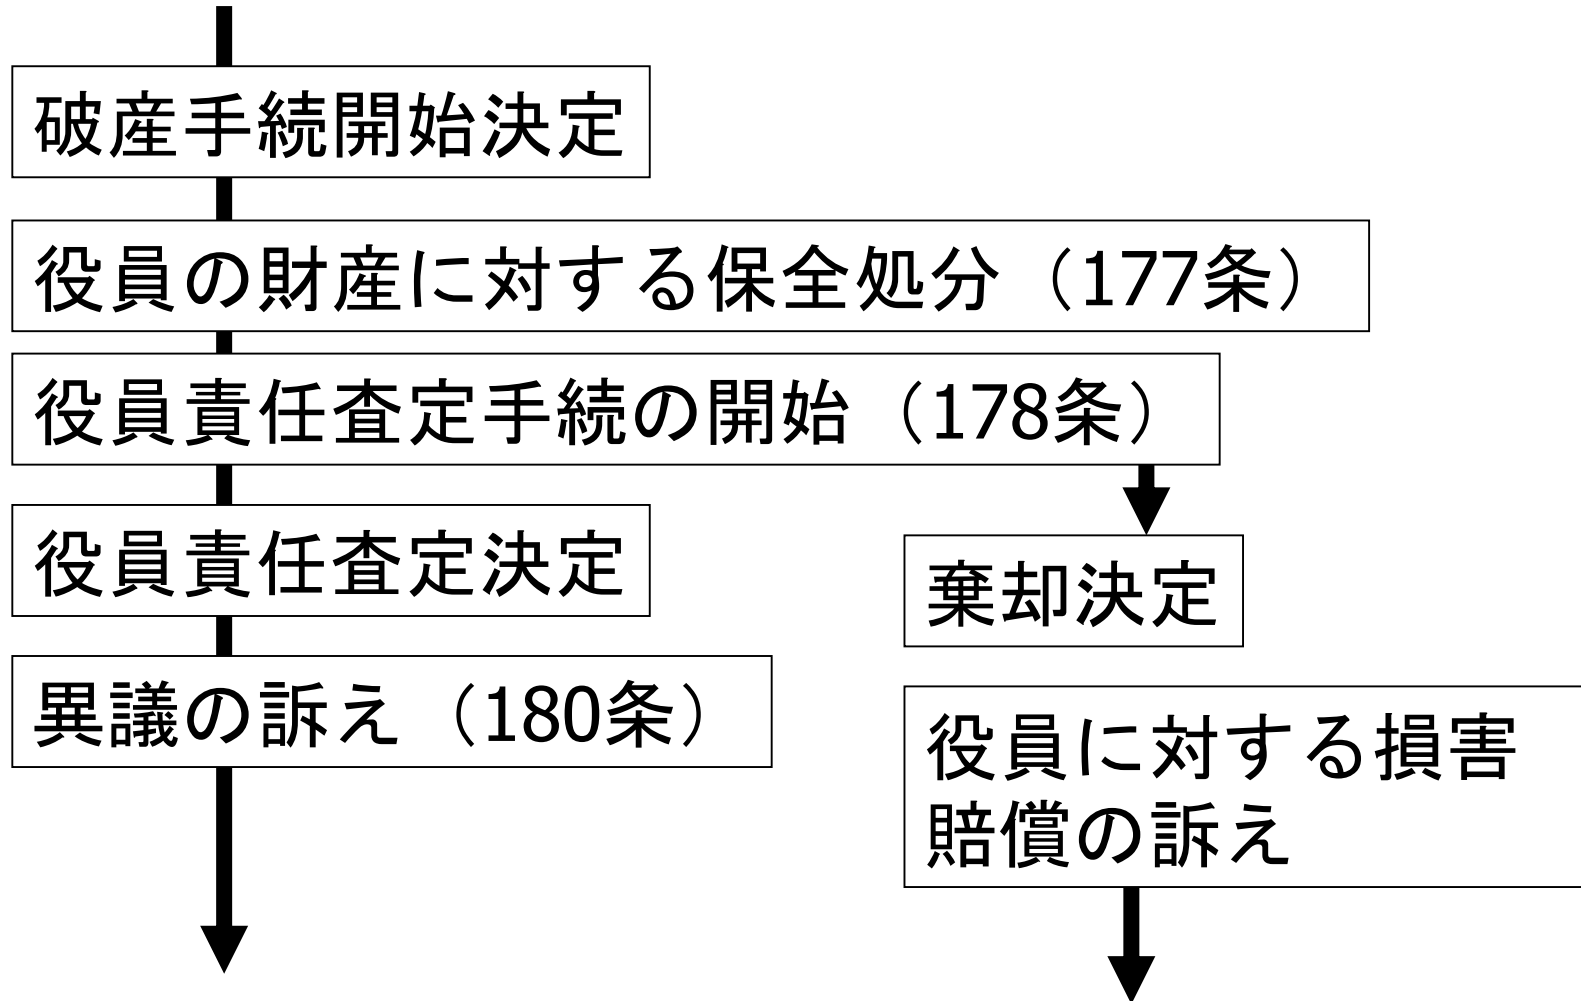 破産手続開始決定
役員の財産に対する保全処分（177条）
役員責任査定手続の開始（178条）
役員責任査定決定
棄却決定
異議の訴え（180条）
役員に対する損害
賠償の訴え